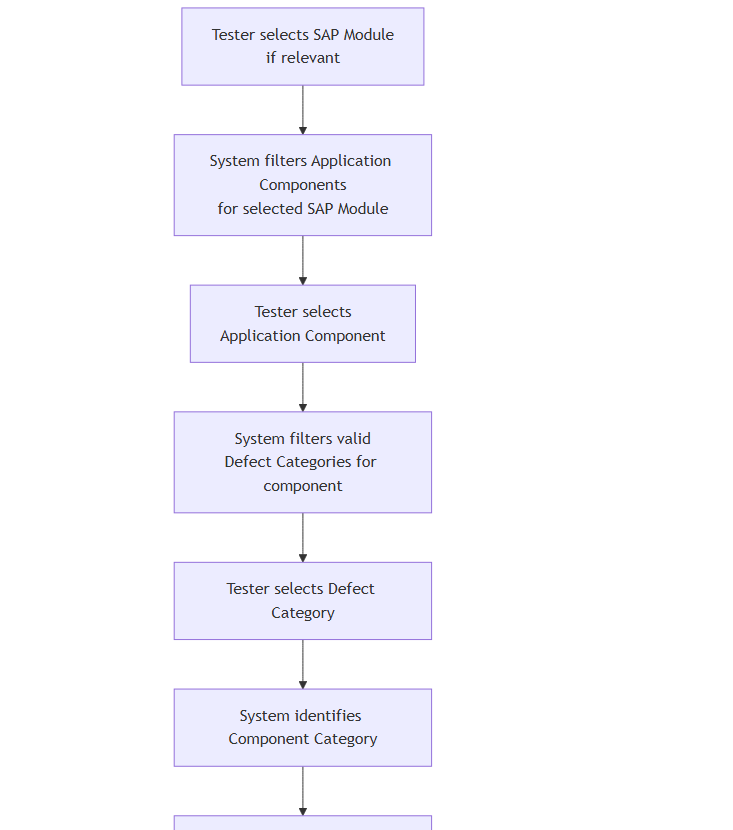 Tester selects SAP Module
if relevant
System filters Application
Components
for selected SAP Module
Tester selects
Application Component
System filters valid
Defect Categories for
component
Tester selects Defect
Category
System identifies
Component Category